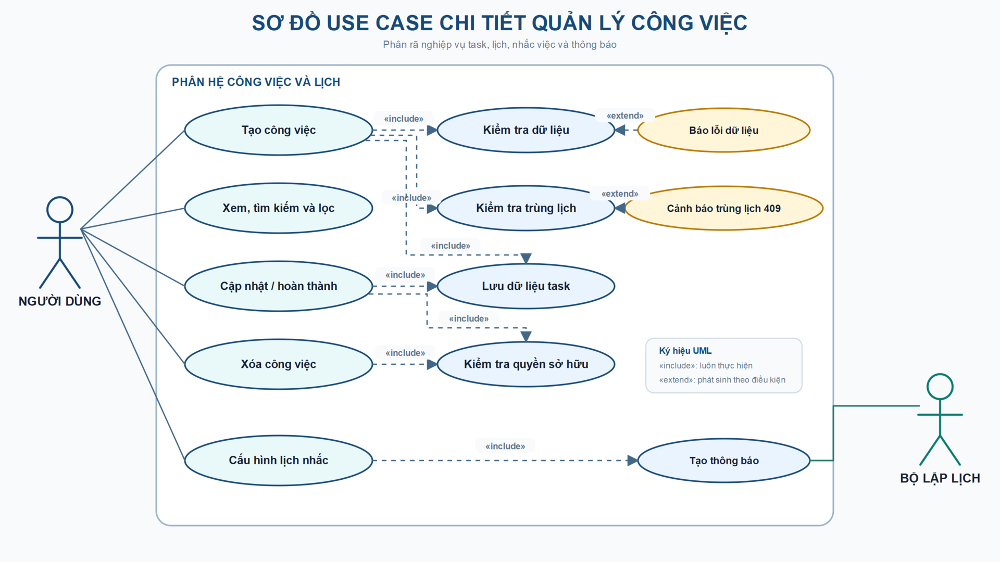 SƠ ĐỒ USE CASE CHI TIẾT QUẢN LÝ CÔNG VIỆC
Phân rã nghiệp vụ task, lịch, nhắc việc và thông báo
PHÂN HỆ CÔNG VIỆC VÀ LỊCH
Tạo công việc
«include»
Kiểm tra dữ liệu
«extend»
Báo lỗi dữ liệu
Xem, tìm kiếm và lọc
«include»
Kiểm tra trùng lịch
«extend»
Cảnh báo trùng lịch 409
«include»
Cập nhật / hoàn thành
«include»
Lưu dữ liệu task
NGƯỜI DÙNG
«include»
Xóa công việc
«include»
Kiểm tra quyền sở hữu
Ký hiệu UML
«include»: luôn thực hiện
«extend»: phát sinh theo điều kiện
Cấu hình lịch nhắc
«include»
Tạo thông báo
BỘ LẬP LỊCH